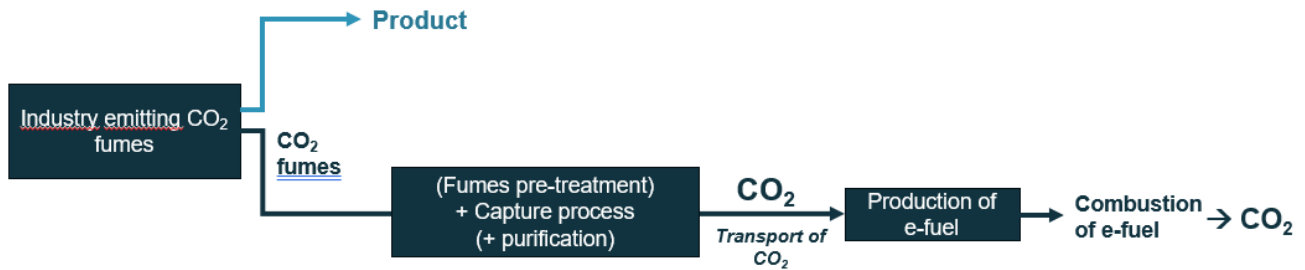 Product
Industry emitting CO₂
fumes
CO₂
fumes
(Fumes pre-treatment)
+ Capture process
(+ purification)
CO₂
Transport of
CO₂
Production of
e-fuel
Combustion
of e-fuel
→ CO₂